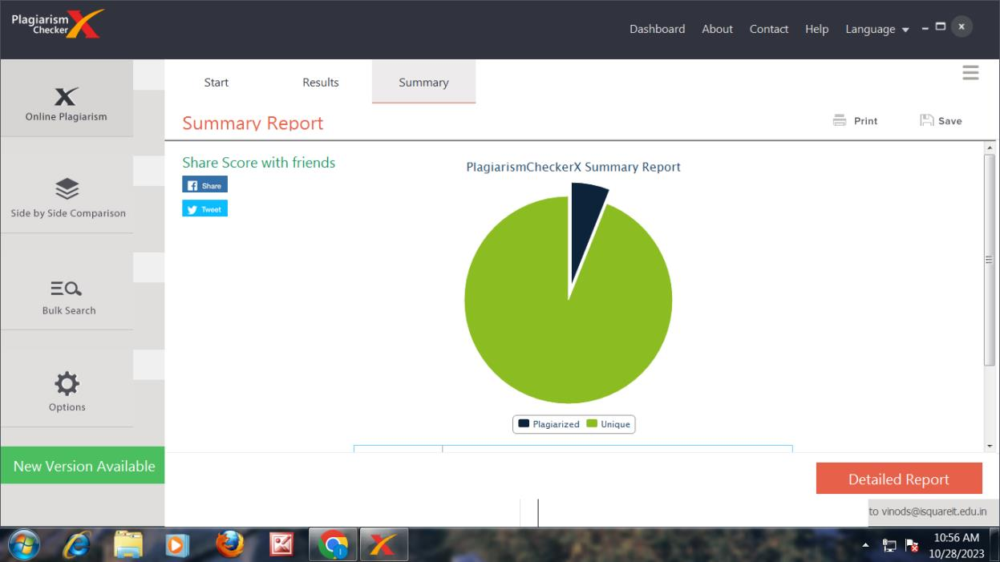 Plagiarism
Checker
Dashboard About Contact Help Language
x
Online Plagiarism
Side by Side Comparison
Bulk Search
Options
New Version Available
Start Results Summary
Summary Report
Print Save
Share Score with friends
Share
Tweet
PlagiarismCheckerX Summary Report
Plagiarized Unique
Detailed Report
to vinods@isquareit.edu.in
10:56 AM
10/28/2023